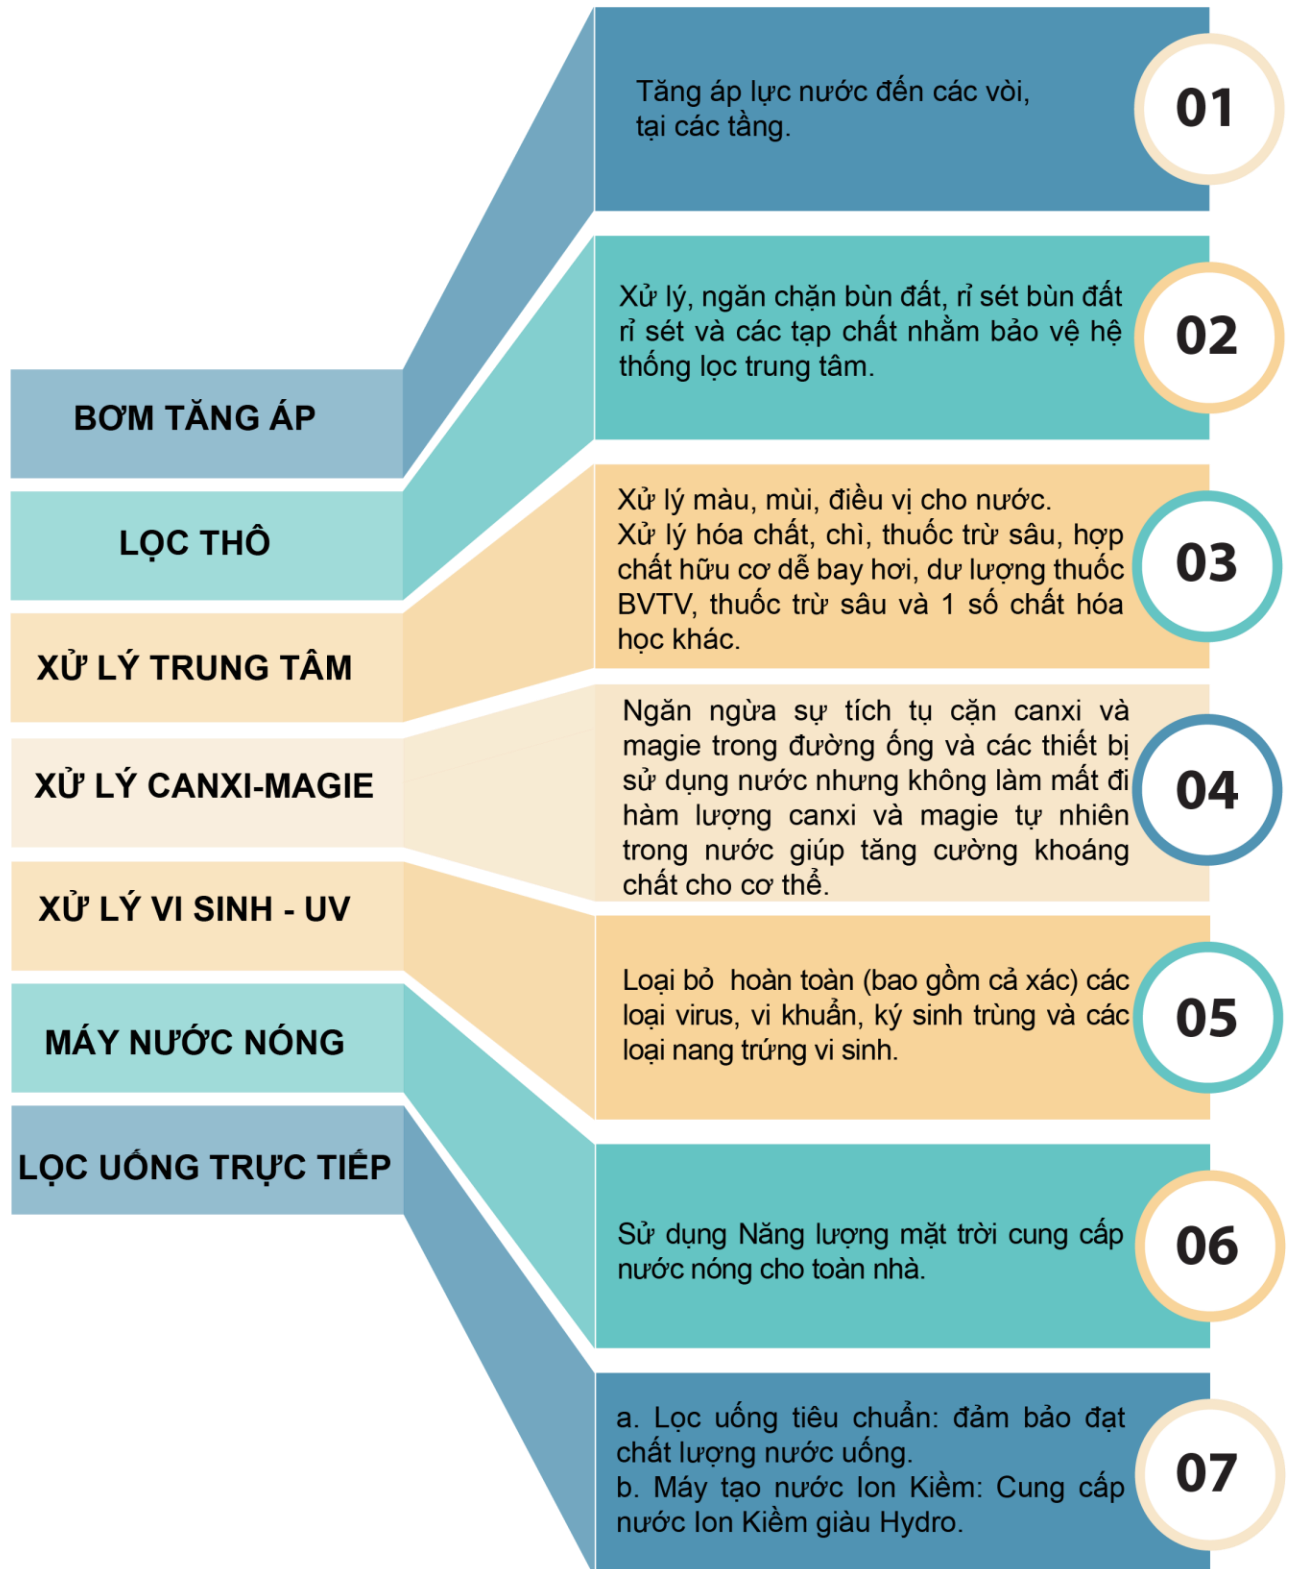 BƠM TĂNG ÁP
Tăng áp lực nước đến các vòi,
tại các tầng.
01
LỌC THÔ
Xử lý, ngăn chặn bùn đất, rỉ sét bùn đất
rỉ sét và các tạp chất nhằm bảo vệ hệ
thống lọc trung tâm.
02
XỬ LÝ TRUNG TÂM
Xử lý màu, mùi, điều vị cho nước.
Xử lý hóa chất, chì, thuốc trừ sâu, hợp
chất hữu cơ dễ bay hơi, dư lượng thuốc
BVTV, thuốc trừ sâu và 1 số chất hóa
học khác.
03
XỬ LÝ CANXI-MAGIE
Ngăn ngừa sự tích tụ cặn canxi và
magie trong đường ống và các thiết bị
sử dụng nước nhưng không làm mất đi
hàm lượng canxi và magie tự nhiên
trong nước giúp tăng cường khoáng
chất cho cơ thể.
04
XỬ LÝ VI SINH - UV
Loại bỏ hoàn toàn (bao gồm cả xác) các
loại virus, vi khuẩn, ký sinh trùng và các
loại nang trứng vi sinh.
05
MÁY NƯỚC NÓNG
Sử dụng Năng lượng mặt trời cung cấp
nước nóng cho toàn nhà.
06
LỌC UỐNG TRỰC TIẾP
a. Lọc uống tiêu chuẩn: đảm bảo đạt
chất lượng nước uống.
b. Máy tạo nước Ion Kiềm: Cung cấp
nước Ion Kiềm giàu Hydro.
07